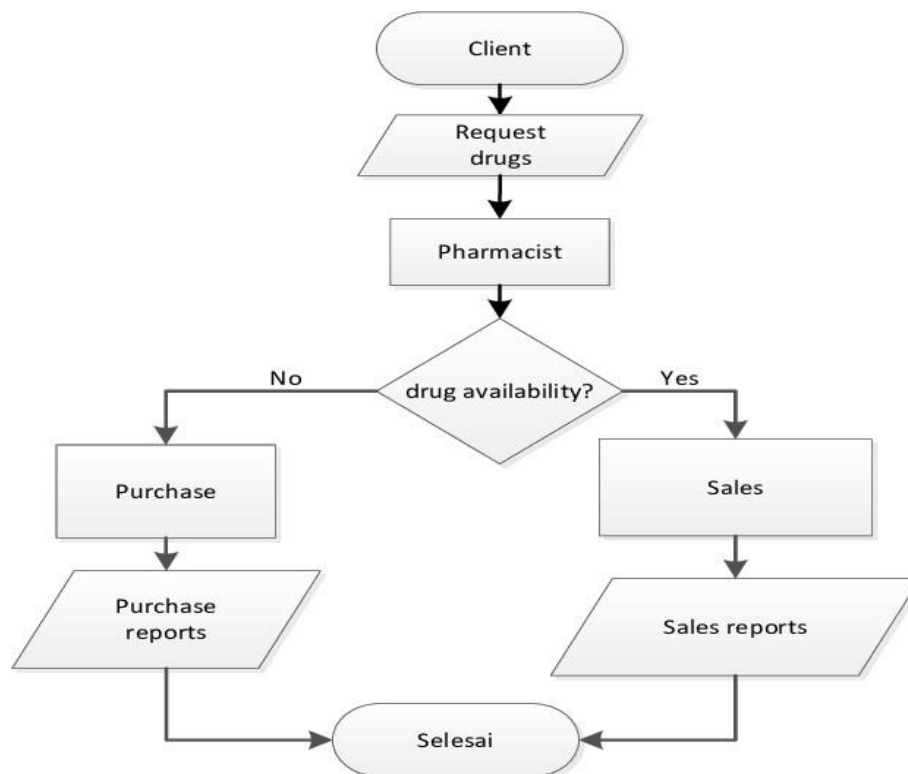 Client
Request
drugs
Pharmacist
drug availability?
No
Yes
Purchase
Sales
Purchase
reports
Sales reports
Selesai